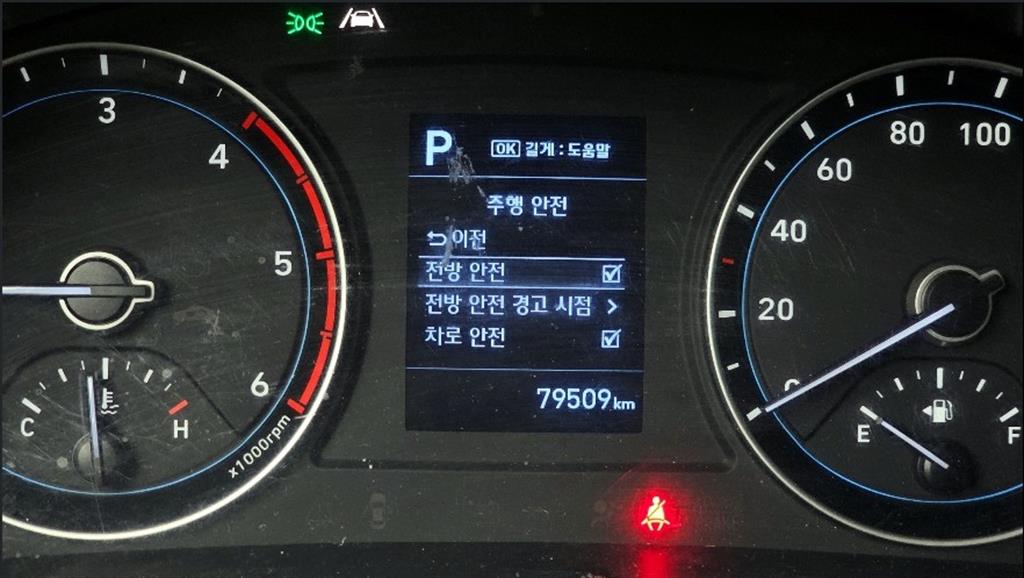 3
4
5
6
x1000rpm
C
H
P
OK 길게 : 도움말
주행 안전
이전
전방 안전
전방 안전 경고 시점 >
차로 안전
79509km
0
20
40
60
80
100
E
F